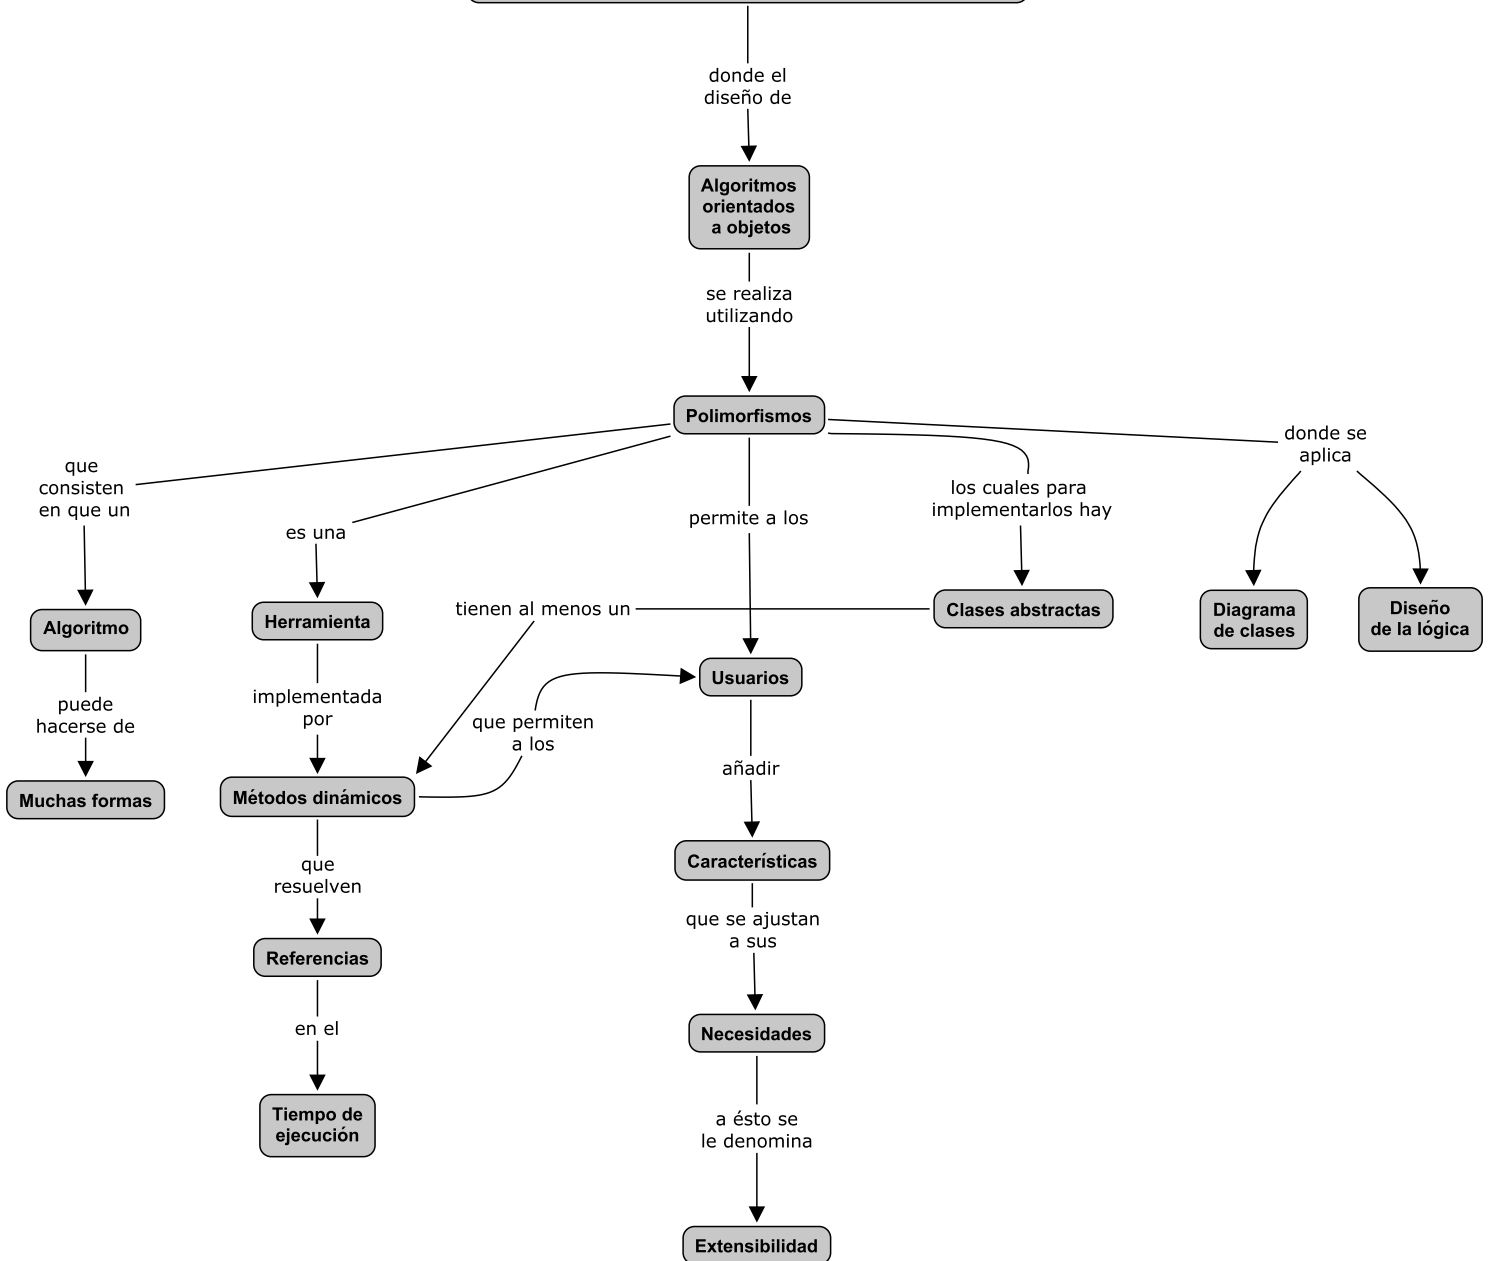 donde el
diseño de
Algoritmos
orientados
a objetos
se realiza
utilizando
Polimorfismos
que
consisten
en que un
Algoritmo
puede
hacerse de
Muchas formas
es una
Herramienta
implementada
por
Métodos dinámicos
que
resuelven
Referencias
en el
Tiempo de
ejecución
que permiten
a los
permite a los
Usuarios
añadir
Características
que se ajustan
a sus
Necesidades
a ésto se
le denomina
Extensibilidad
los cuales para
implementarlos hay
Clases abstractas
tienen al menos un
donde se
aplica
Diagrama
de clases
Diseño
de la lógica